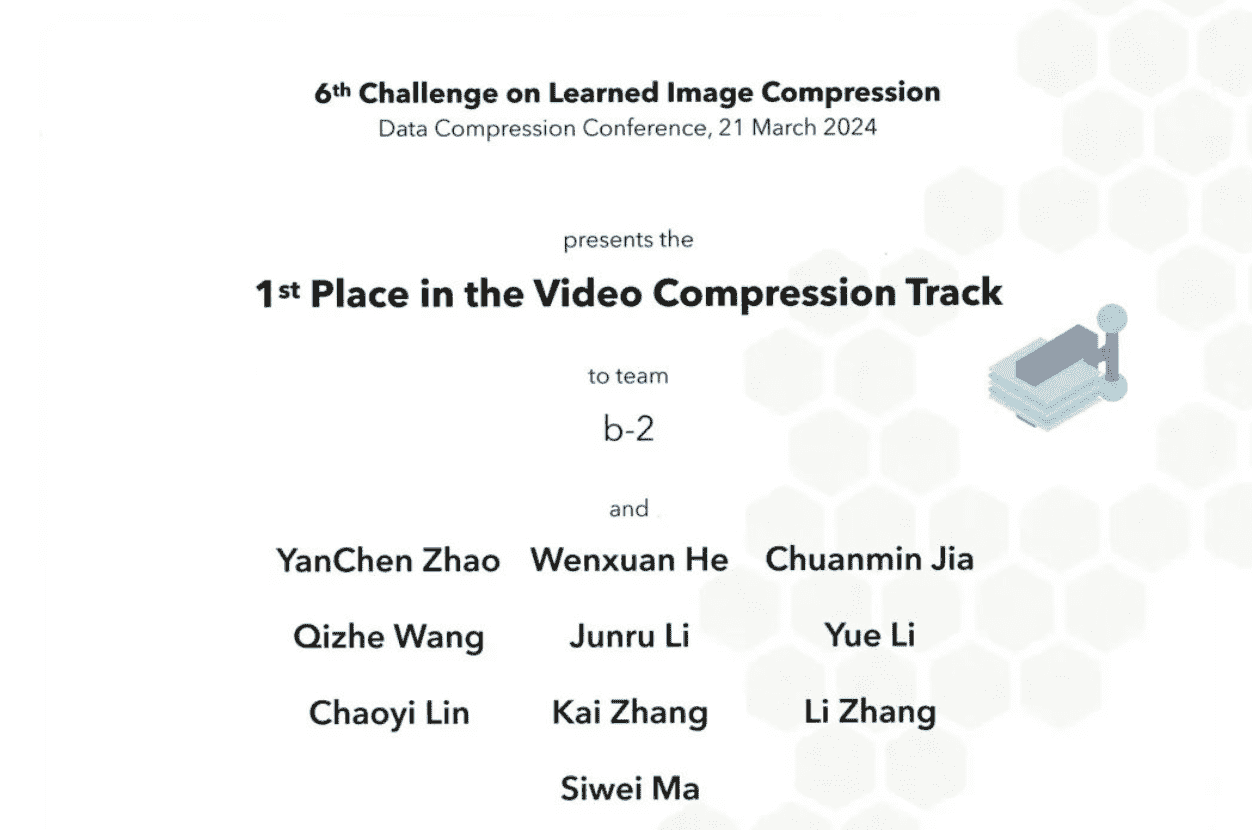 6th Challenge on Learned Image Compression
Data Compression Conference, 21 March 2024
presents the
1st Place in the Video Compression Track
to team
b-2
and
YanChen Zhao Wenxuan He Chuanmin Jia
Qizhe Wang Junru Li Yue Li
Chaoyi Lin Kai Zhang Li Zhang
Siwei Ma